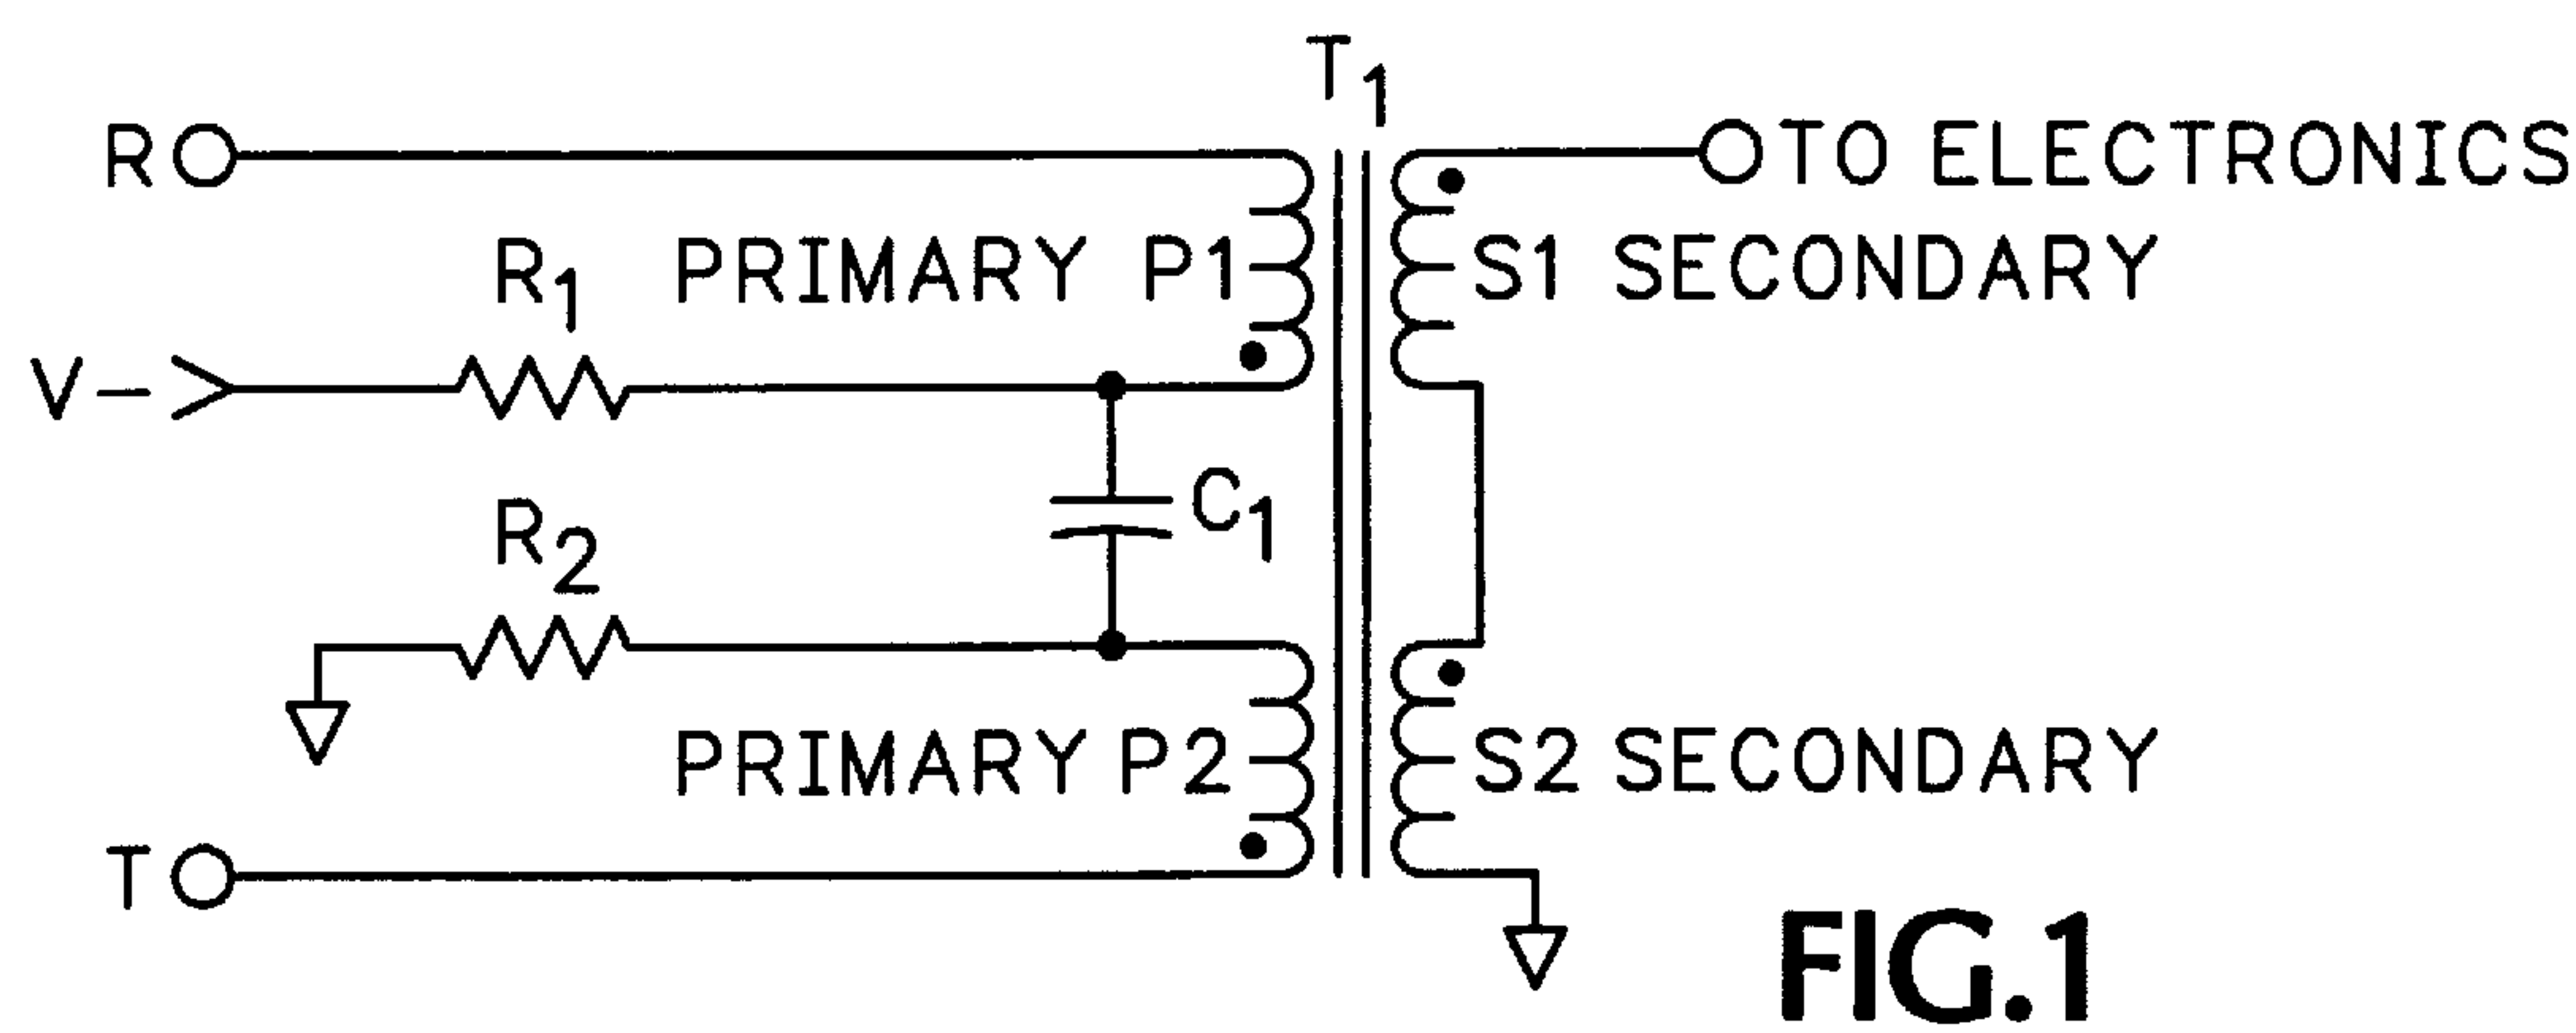 T1
R
TO ELECTRONICS
R1
PRIMARY P1
S1 SECONDARY
V-
C1
R2
PRIMARY P2
S2 SECONDARY
T
FIG.1